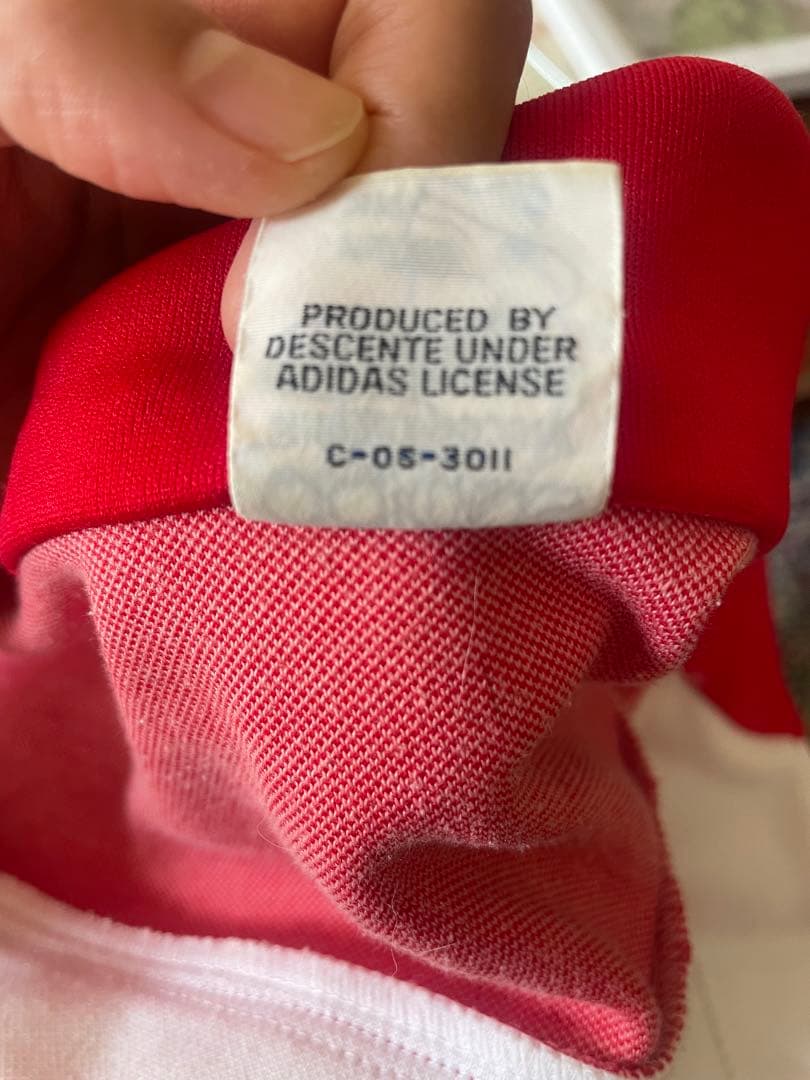 PRODUCED BY
DESCENTE UNDER
ADIDAS LICENSE
C-05-3011